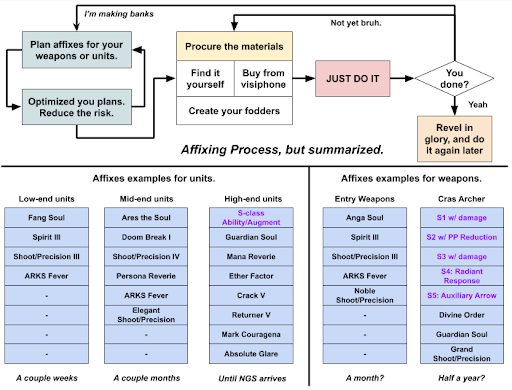 I'm making banks
Not yet bruh.
Plan affixes for your
weapons or units.
Optimized you plans.
Reduce the risk.
Procure the materials
Find it
yourself
Buy from
visiphone
Create your fodders
JUST DO IT
You
done?
Yeah
Revel in
glory, and do
it again later
Affixing Process, but summarized.
Affixes examples for units.
Low-end units
Fang Soul
Spirit III
Shoot/Precision III
ARKS Fever
-
-
-
-
A couple weeks
Mid-end units
Ares the Soul
Doom Break I
Shoot/Precision IV
Persona Reverie
ARKS Fever
Elegant
Shoot/Precision
-
-
A couple months
High-end units
S-class
Ability/Augment
Guardian Soul
Mana Reverie
Ether Factor
Crack V
Returner V
Mark Couragena
Absolute Glare
Until NGS arrives
Affixes examples for weapons.
Entry Weapons
Anga Soul
Spirit III
Shoot/Precision III
ARKS Fever
Noble
Shoot/Precision
-
-
-
A month?
Cras Archer
S1 w/ damage
S2 w/ PP Reduction
S3 w/ damage
S4: Radiant
Response
S5: Auxiliary Arrow
Divine Order
Guardian Soul
Grand
Shoot/Precision
Half a year?